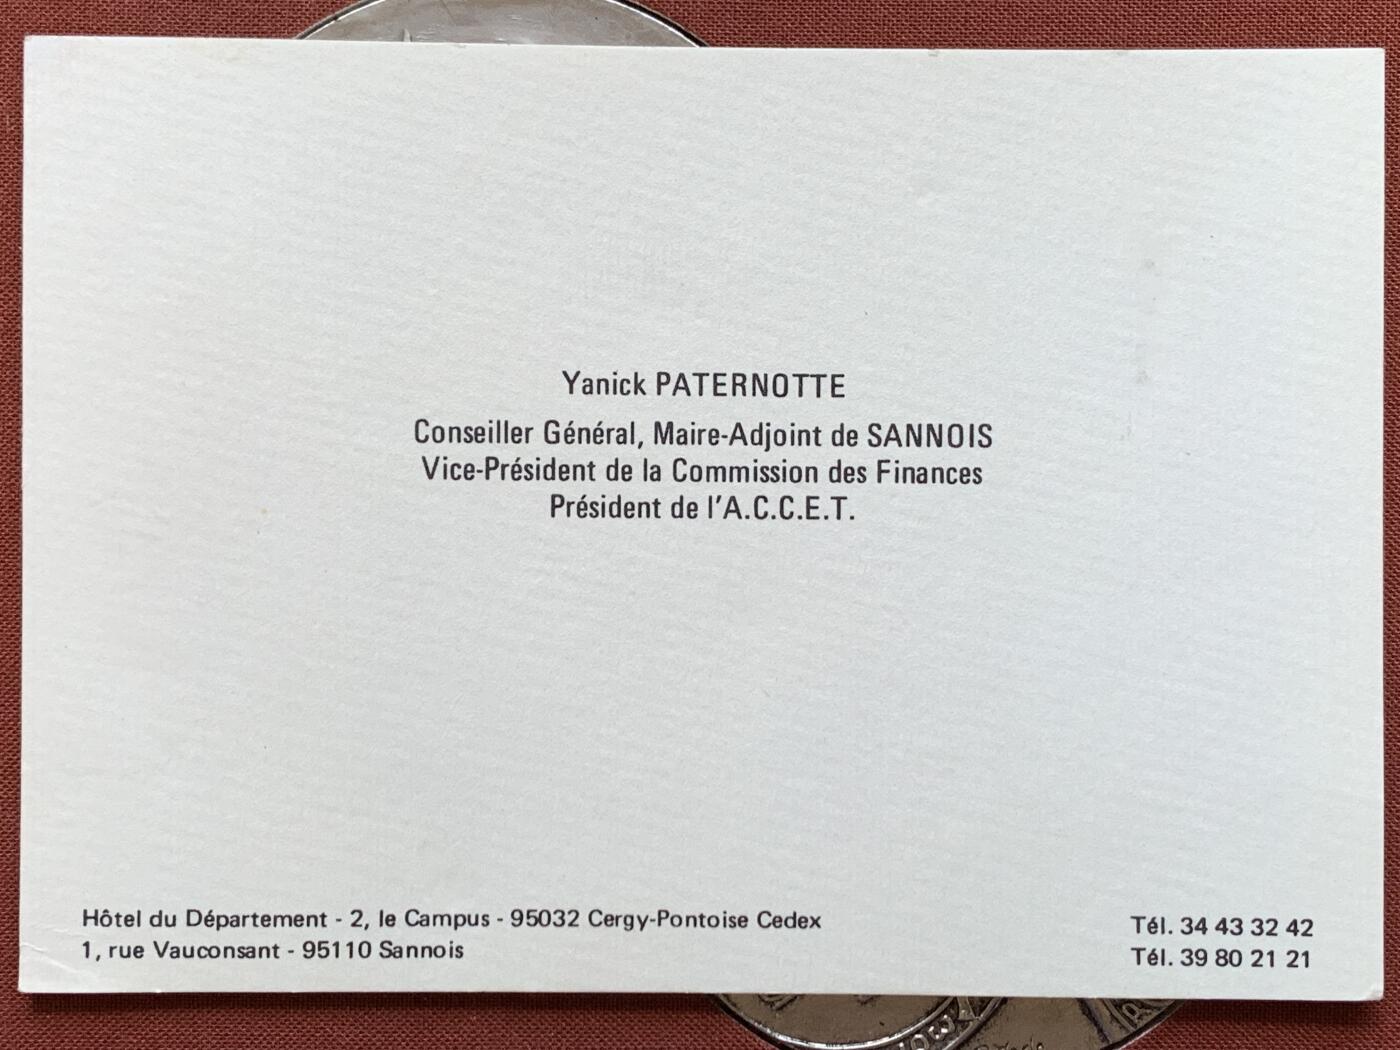 Yanick PATERNOTTE
Conseiller Général, Maire-Adjoint de SANNOIS
Vice-Président de la Commission des Finances
Président de l'A.C.C.E.T.
Hôtel du Département - 2, le Campus - 95032 Cergy-Pontoise Cedex
1, rue Vauconsant - 95110 Sannois
Tél. 34 43 32 42
Tél. 39 80 21 21